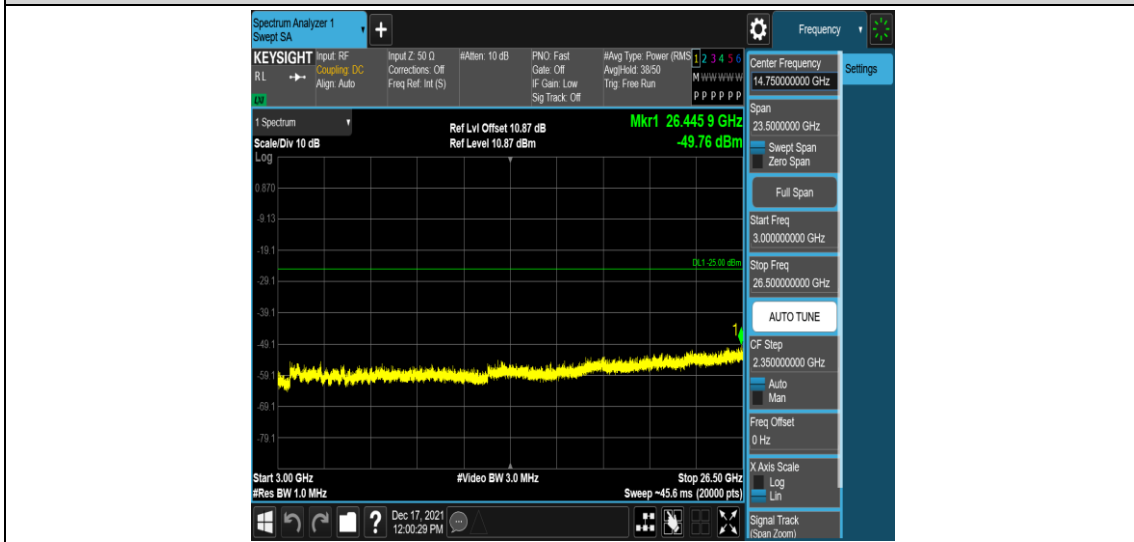 Spectrum Analyzer 1
Swept SA
+
Frequency
KEYSIGHT
RL
Input: RF
Coupling: DC
Align: Auto
Input Z: 50 Ω
Corrections: Off
Freq Ref: Int (S)
#Atten: 10 dB
PNO: Fast
Gate: Off
IF Gain: Low
Sig Track: Off
#Avg Type: Power (RMS
Avg|Hold: 38/50
Trig: Free Run
1 2 3 4 5 6
M W W W W W
P P P P P P
Center Frequency
14.750000000 GHz
Settings
Span
23.5000000 GHz
Swept Span
Zero Span
Full Span
Start Freq
3.000000000 GHz
Stop Freq
26.500000000 GHz
AUTO TUNE
CF Step
2.350000000 GHz
Auto
Man
Freq Offset
0 Hz
X Axis Scale
Log
Lin
Signal Track
(Span Zoom)
1 Spectrum
Scale/Div 10 dB
Log
Ref Lvl Offset 10.87 dB
Ref Level 10.87 dBm
Mkr1 26.445 9 GHz
-49.76 dBm
0.870
-9.13
-19.1
DL1 -25.00 dBm
-29.1
-39.1
1
-49.1
-59.1
-69.1
-79.1
Start 3.00 GHz
#Video BW 3.0 MHz
Stop 26.50 GHz
#Res BW 1.0 MHz
Sweep ~45.6 ms (20000 pts)
?
Dec 17, 2021
12:00:29 PM